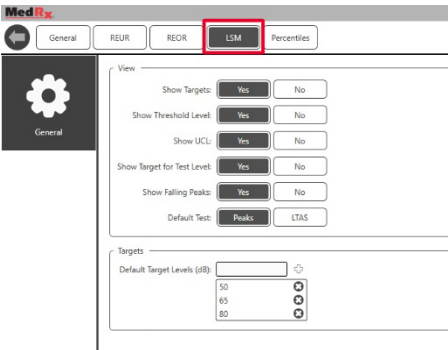 MedRx
General REUR REOR LSM Percentiles
General
View
Show Targets: Yes No
Show Threshold Level: Yes No
Show UCL: Yes No
Show Target for Test Level: Yes No
Show Falling Peaks: Yes No
Default Test: Peaks LTAS
Targets
Default Target Levels (dB):
50
65
80